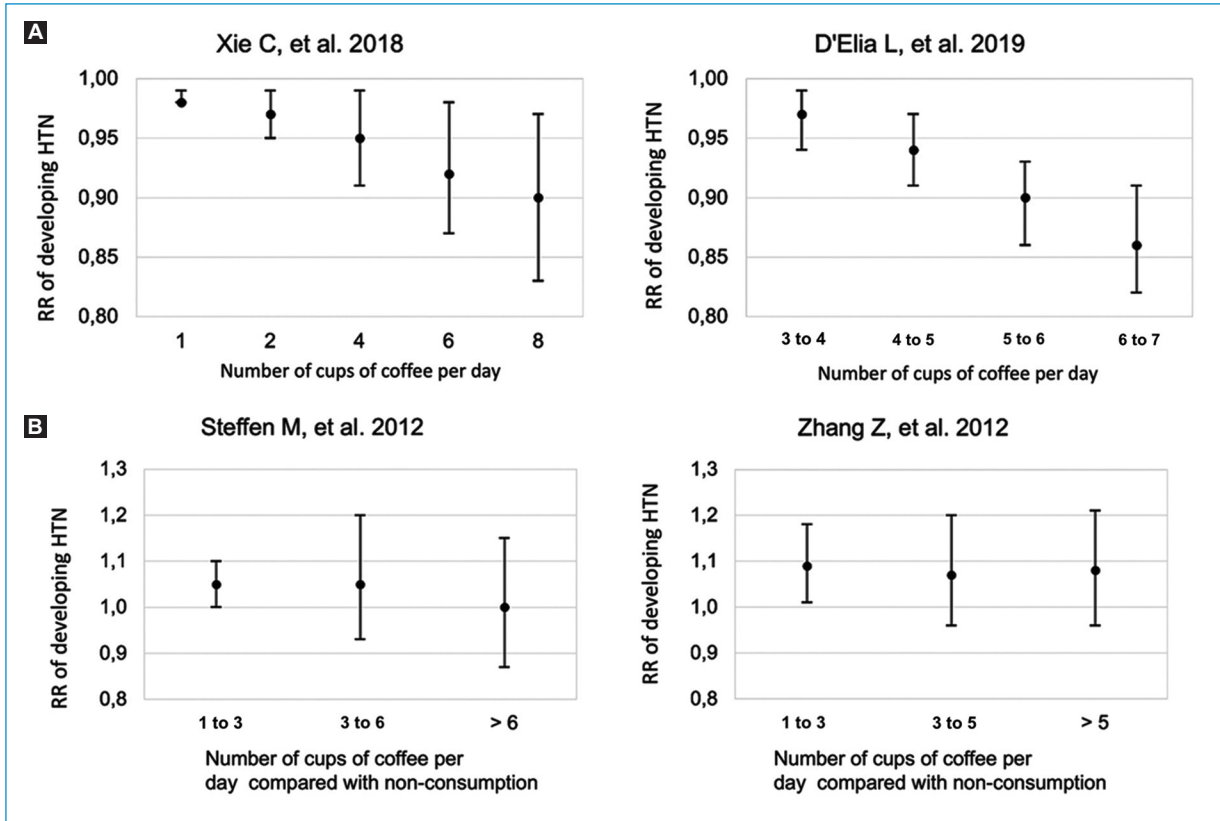 A
Xie C, et al. 2018
RR of developing HTN
1,00
0,95
0,90
0,85
0,80
1 2 4 6 8
Number of cups of coffee per day
D'Elia L, et al. 2019
RR of developing HTN
1,00
0,95
0,90
0,85
0,80
3 to 4 4 to 5 5 to 6 6 to 7
Number of cups of coffee per day
B
Steffen M, et al. 2012
RR of developing HTN
1,3
1,2
1,1
1,0
0,9
0,8
1 to 3 3 to 6 > 6
Number of cups of coffee per
day compared with non-consumption
Zhang Z, et al. 2012
RR of developing HTN
1,3
1,2
1,1
1,0
0,9
0,8
1 to 3 3 to 5 > 5
Number of cups of coffee per
day compared with non-consumption